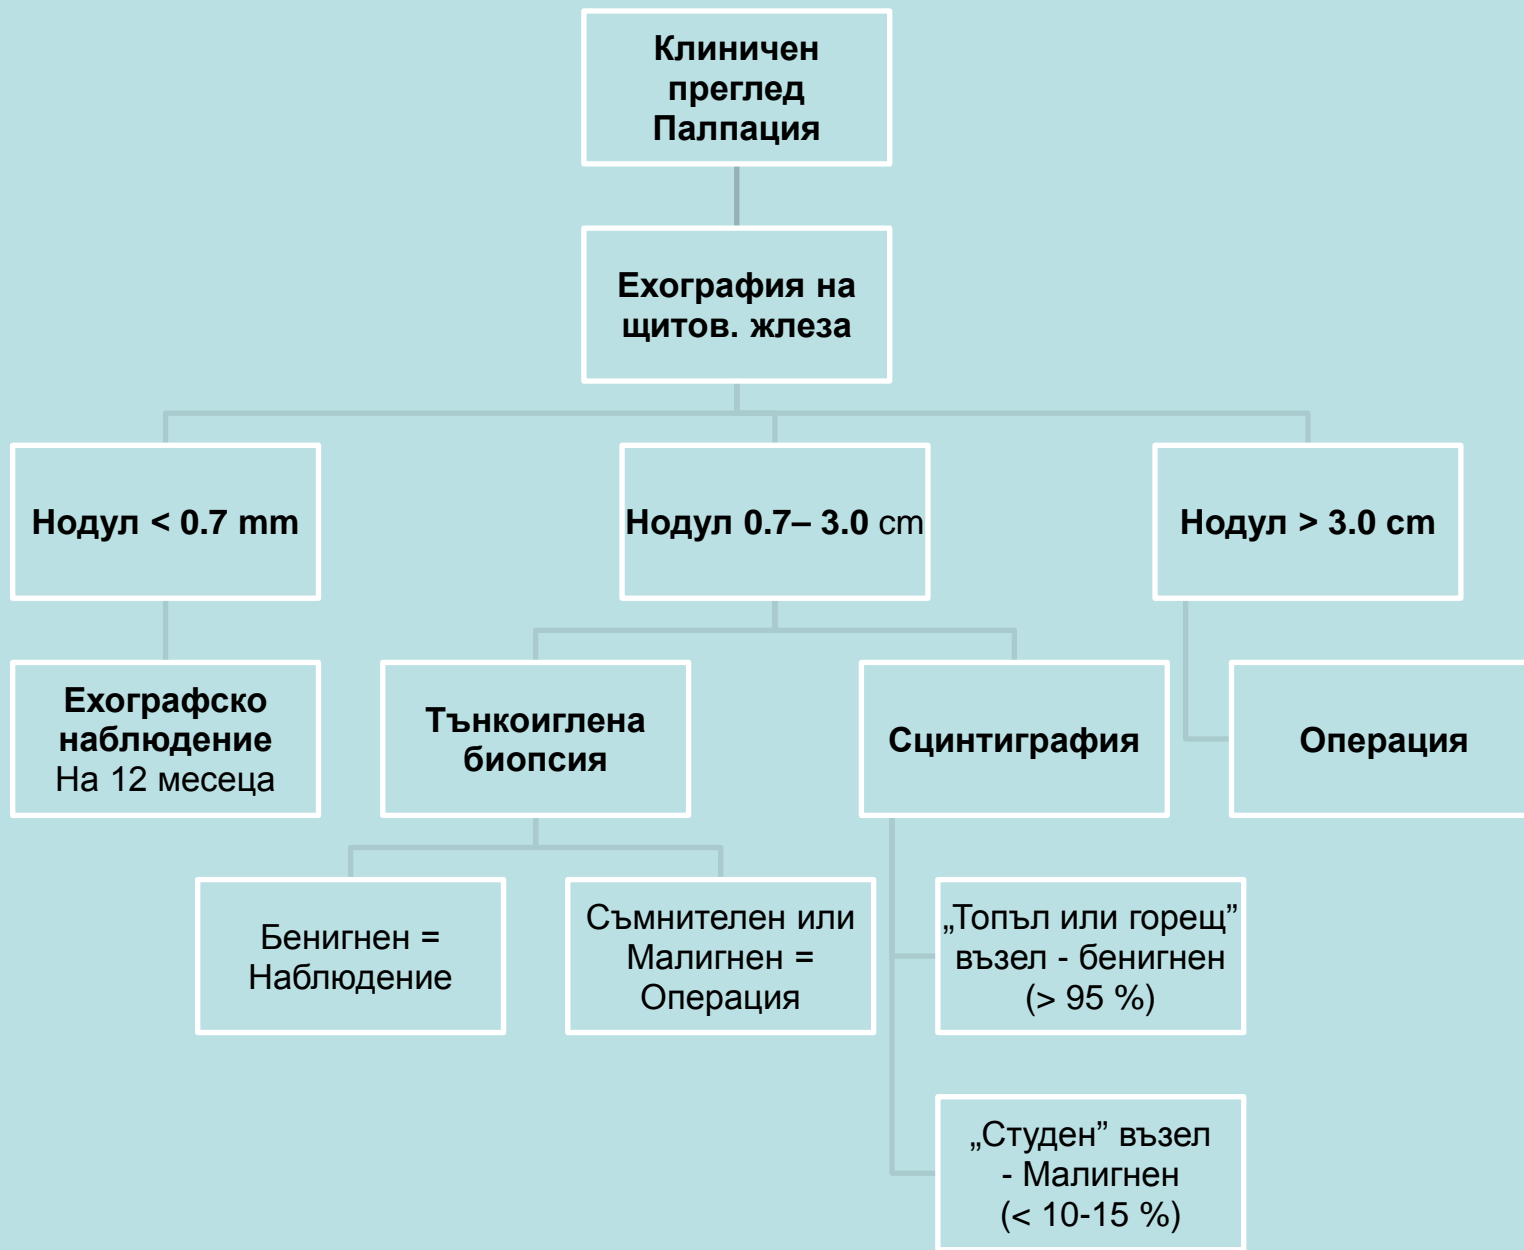 Клиничен
преглед
Палпация
Ехография на
щитов. жлеза
Нодул < 0.7 mm
Нодул 0.7– 3.0 cm
Нодул > 3.0 cm
Ехографско
наблюдение
На 12 месеца
Тънкоиглена
биопсия
Сцинтиграфия
Операция
Бенигнен =
Наблюдение
Съмнителен или
Малигнен =
Операция
„Топъл или горещ”
възел - бенигнен
(> 95 %)
„Студен” възел
- Малигнен
(< 10-15 %)